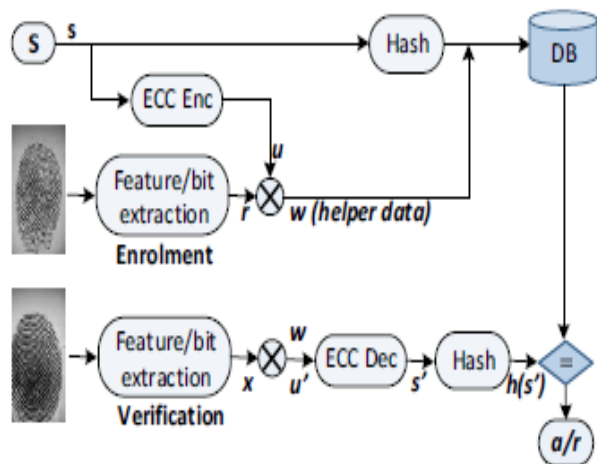 S
s
Hash
DB
ECC Enc
u
Feature/bit
extraction
r
w (helper data)
Enrolment
Feature/bit
extraction
x
w
u'
ECC Dec
s'
Hash
h(s')
=
Verification
a/r